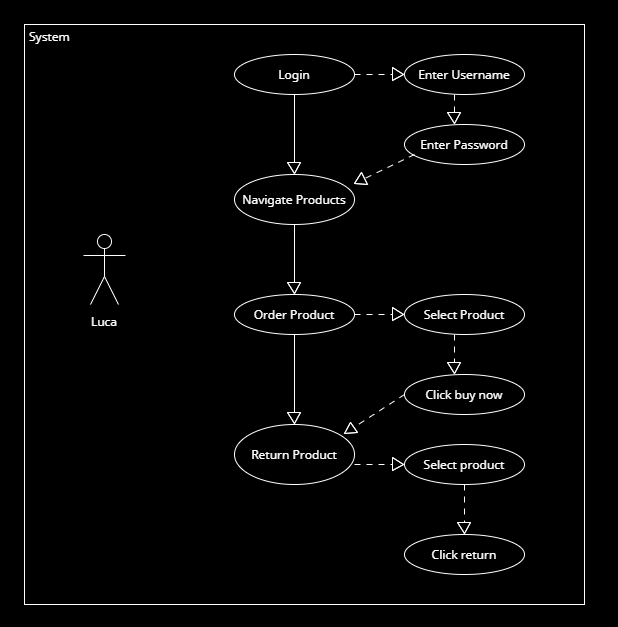 System
Login
Enter Username
Enter Password
Navigate Products
Luca
Order Product
Select Product
Click buy now
Return Product
Select product
Click return